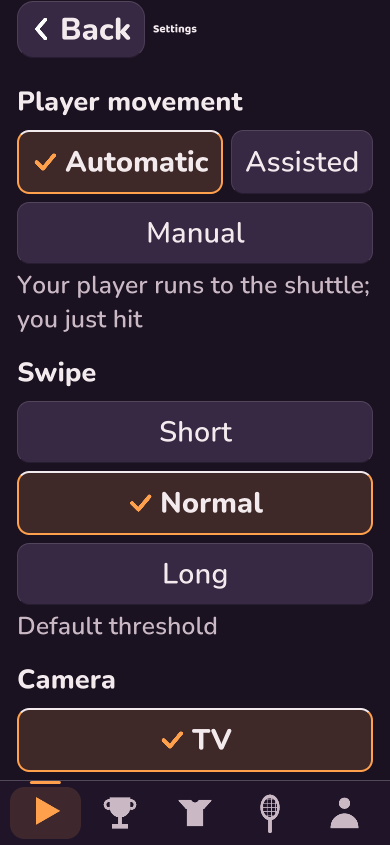 Back
Settings
Player movement
Automatic
Assisted
Manual
Your player runs to the shuttle;
you just hit
Swipe
Short
Normal
Long
Default threshold
Camera
TV